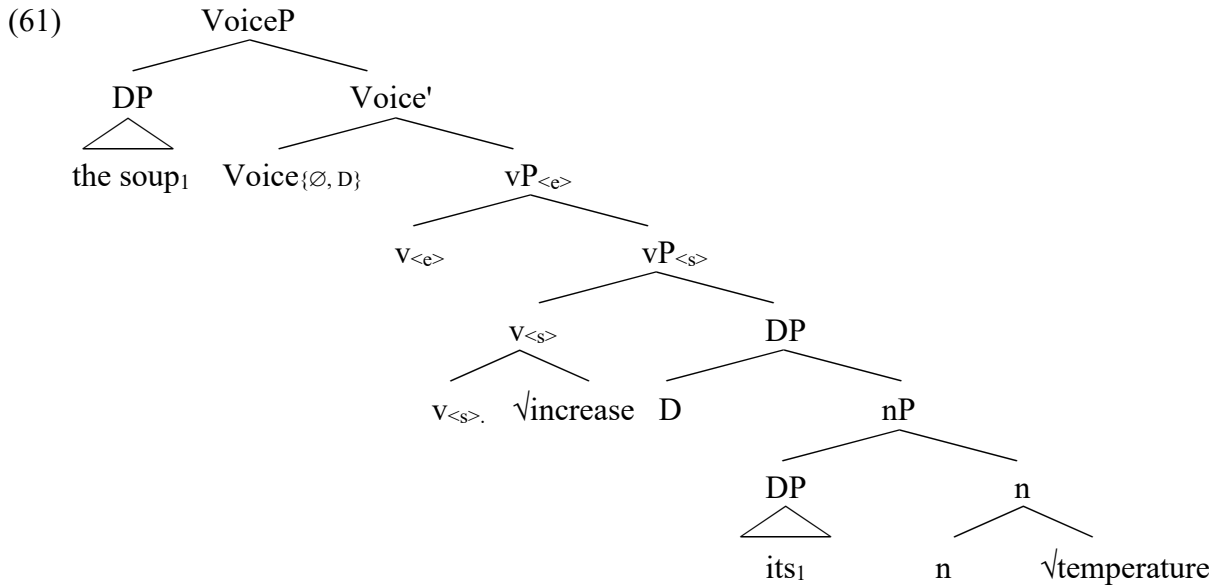 (61) VoiceP
DP Voice'
the soup₁ Voice{∅, D} vP<e>
v<e> vP<s>
v<s> DP
v<s>. √increase D nP
DP n
its₁ n √temperature